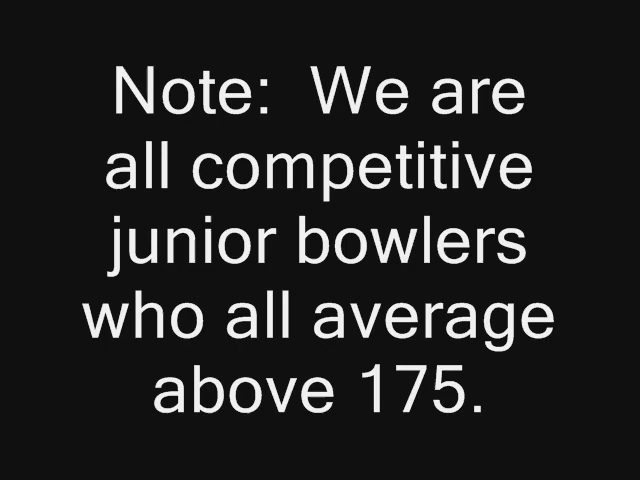 Note:  We are
all competitive
junior bowlers
who all average
above 175.